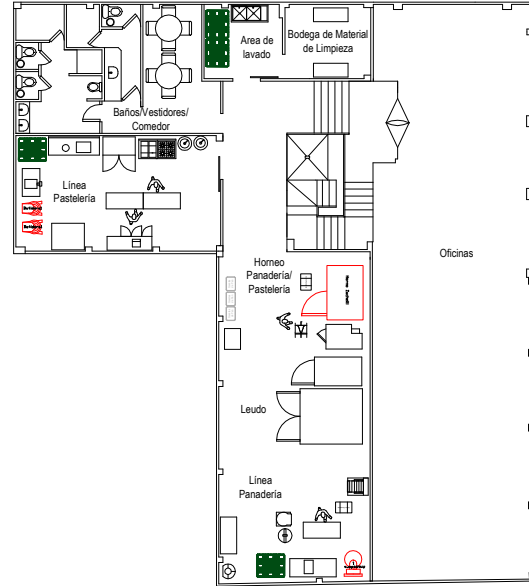 Area de
lavado
Bodega de Material
de Limpieza
Baños/Vestidores/
Comedor
Línea
Pastelería
Oficinas
Horneo
Panadería/
Pastelería
Leudo
Línea
Panadería